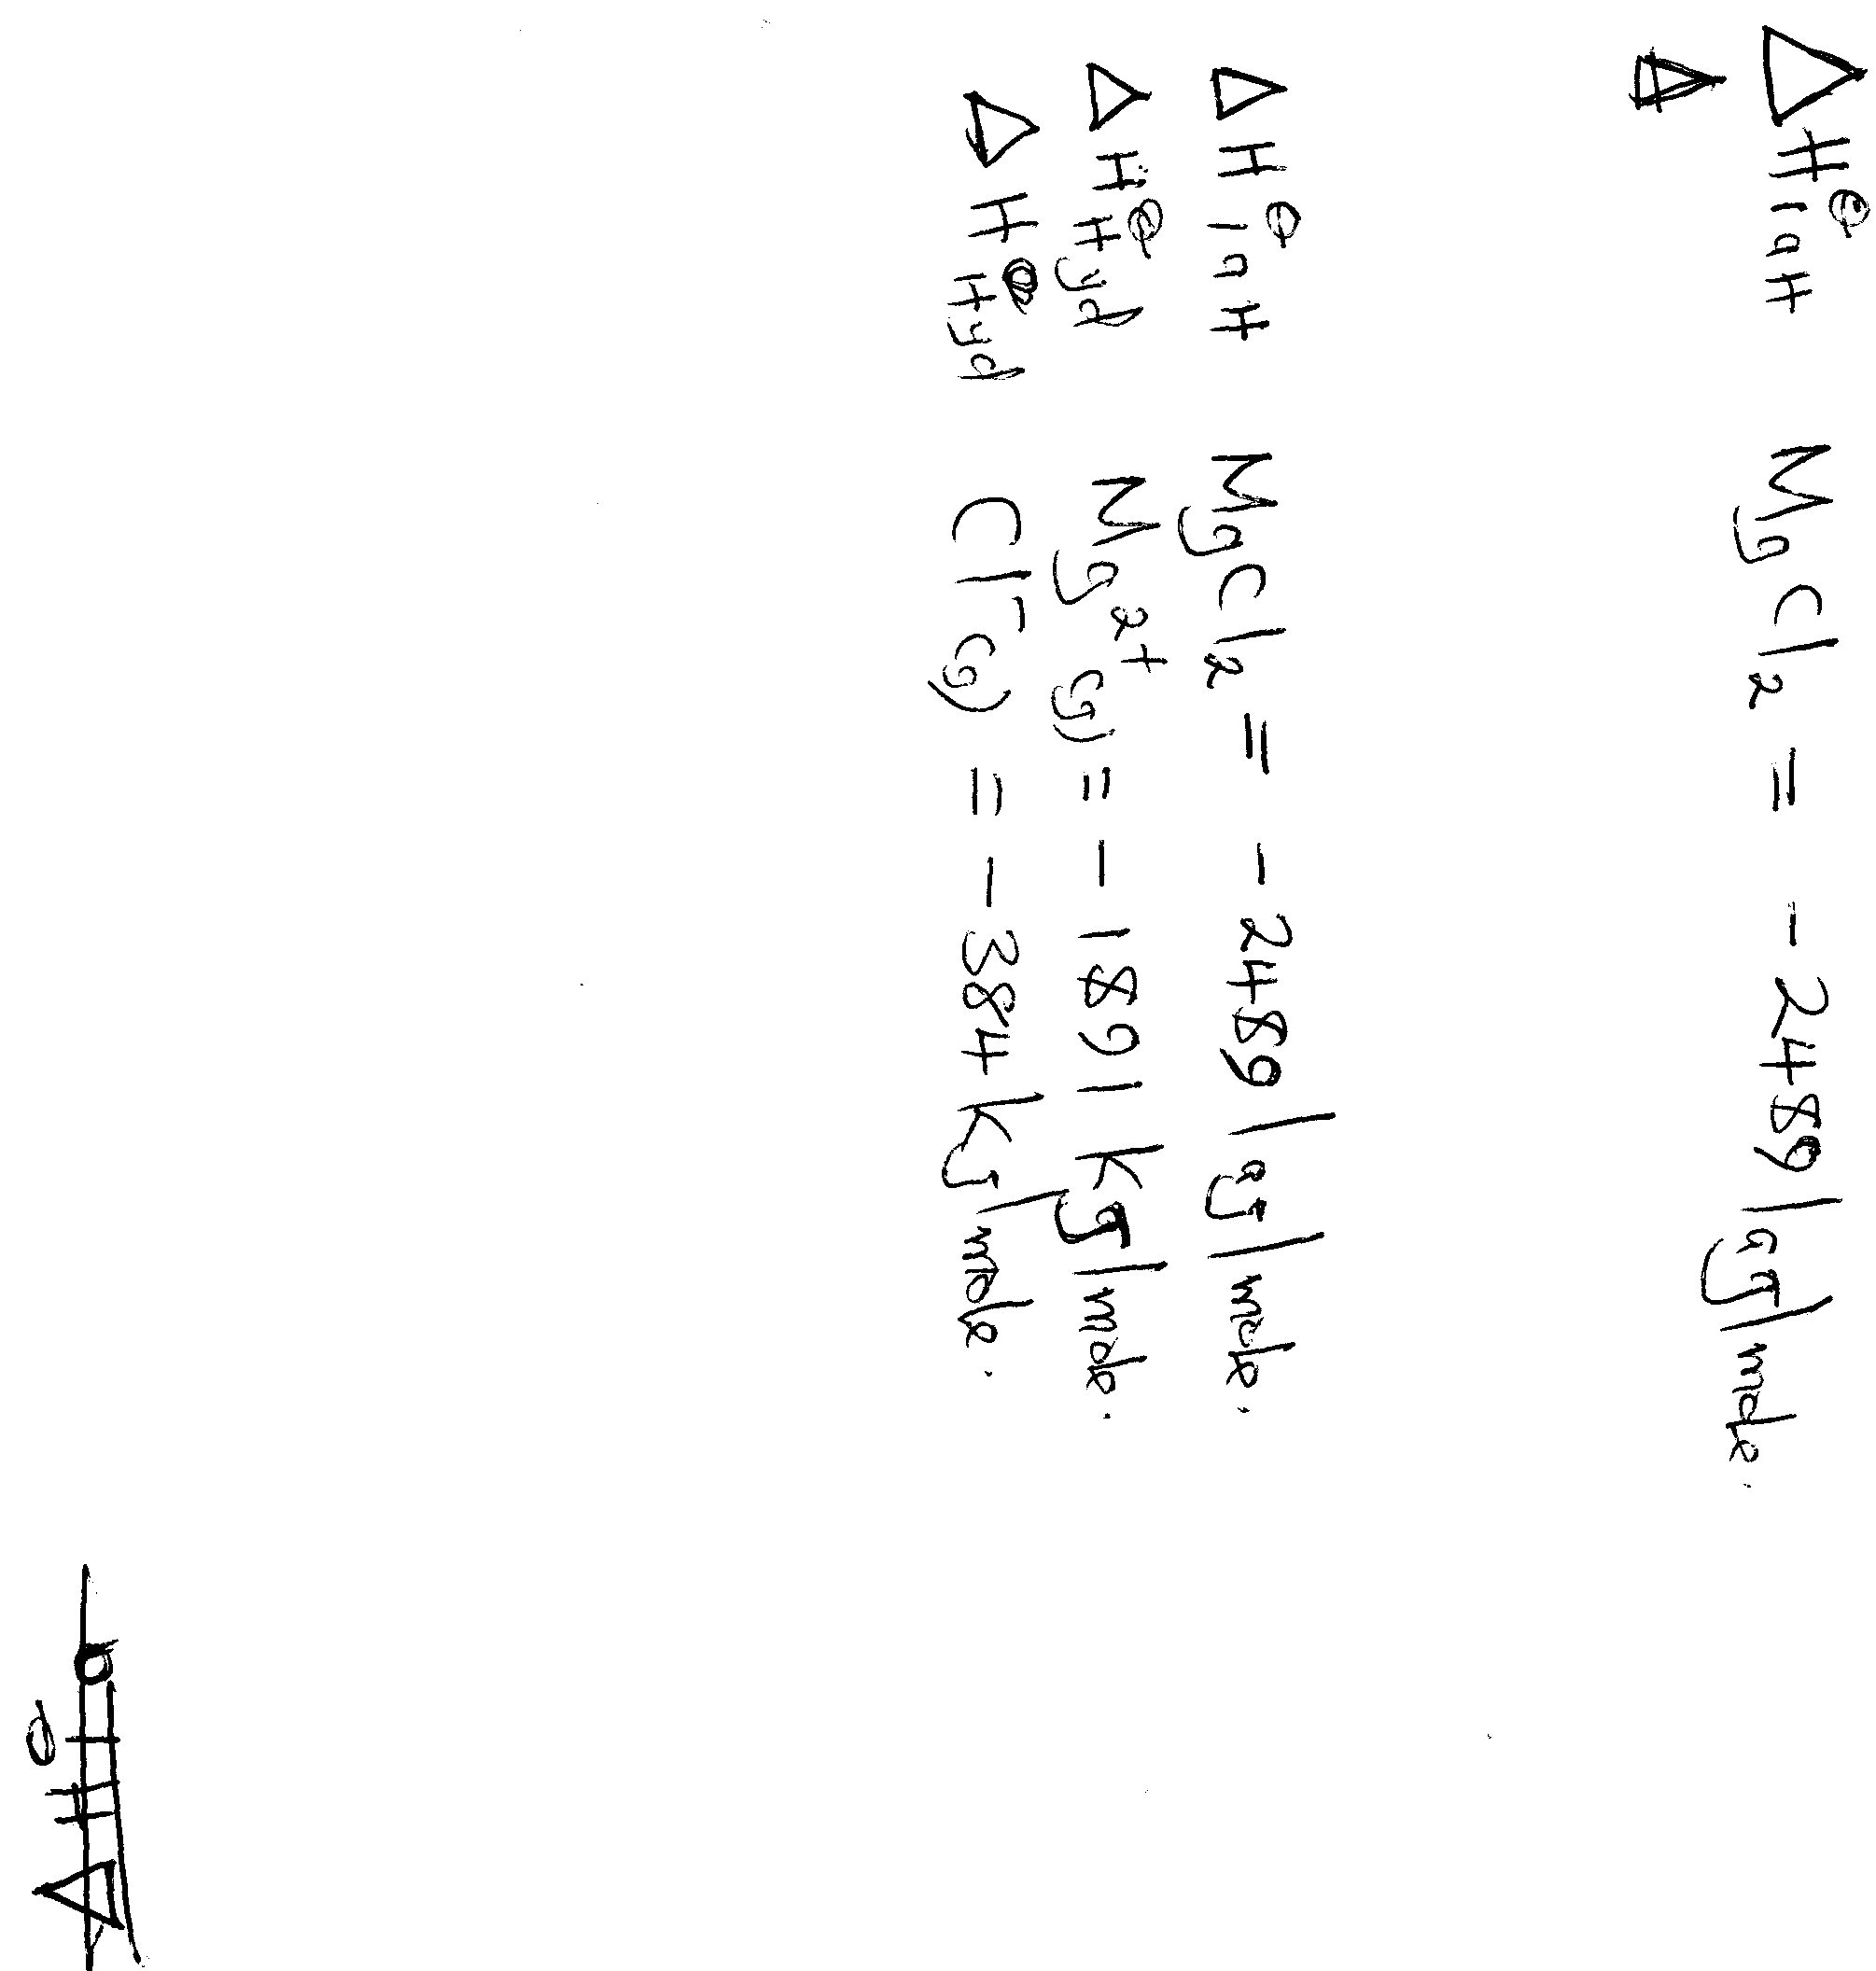 ΔH°latt MgCl₂ = - 2489 kJ/mole.
ΔH°latt MgCl₂ = - 2489 kJ/mole.
ΔH°Hyd Mg²⁺(g) = - 1891 kJ/mole.
ΔH°Hyd Cl⁻(g) = - 384 kJ/mole.